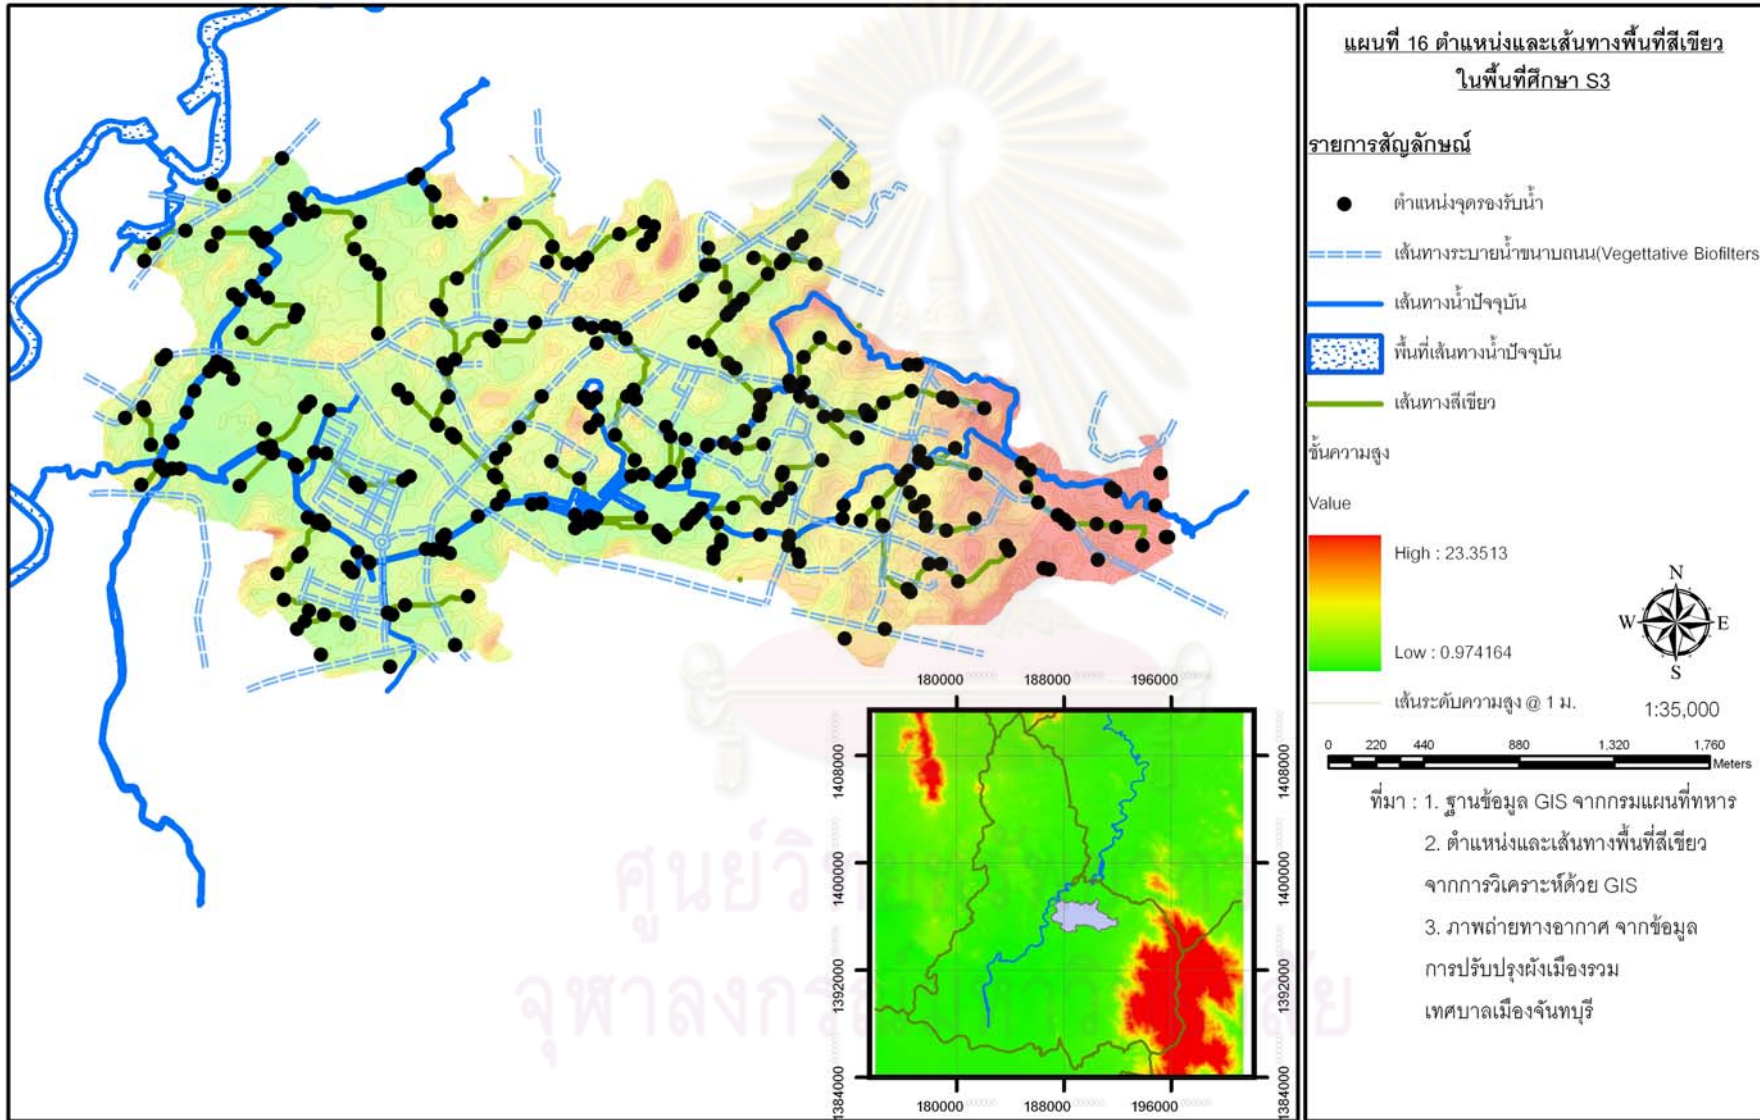 แผนที่ 16 ตำแหน่งและเส้นทางพื้นที่สีเขียว
ในพื้นที่ศึกษา S3
รายการสัญลักษณ์
ตำแหน่งจุดรองรับน้ำ
เส้นทางระบายน้ำขนาบถนน(Vegettative Biofilters
เส้นทางน้ำปัจจุบัน
พื้นที่เส้นทางน้ำปัจจุบัน
เส้นทางสีเขียว
ชั้นความสูง
Value
High : 23.3513
Low : 0.974164
เส้นระดับความสูง @ 1 ม.
N
W E
S
1:35,000
0 220 440 880 1,320 1,760
Meters
ที่มา : 1. ฐานข้อมูล GIS จากกรมแผนที่ทหาร
2. ตำแหน่งและเส้นทางพื้นที่สีเขียว
จากการวิเคราะห์ด้วย GIS
3. ภาพถ่ายทางอากาศ จากข้อมูล
การปรับปรุงผังเมืองรวม
เทศบาลเมืองจันทบุรี
180000 188000 196000
1408000 1408000
1400000 1400000
1392000 1392000
1384000 1384000
180000 188000 196000
ศูนย์วิ
จุฬาลงกร